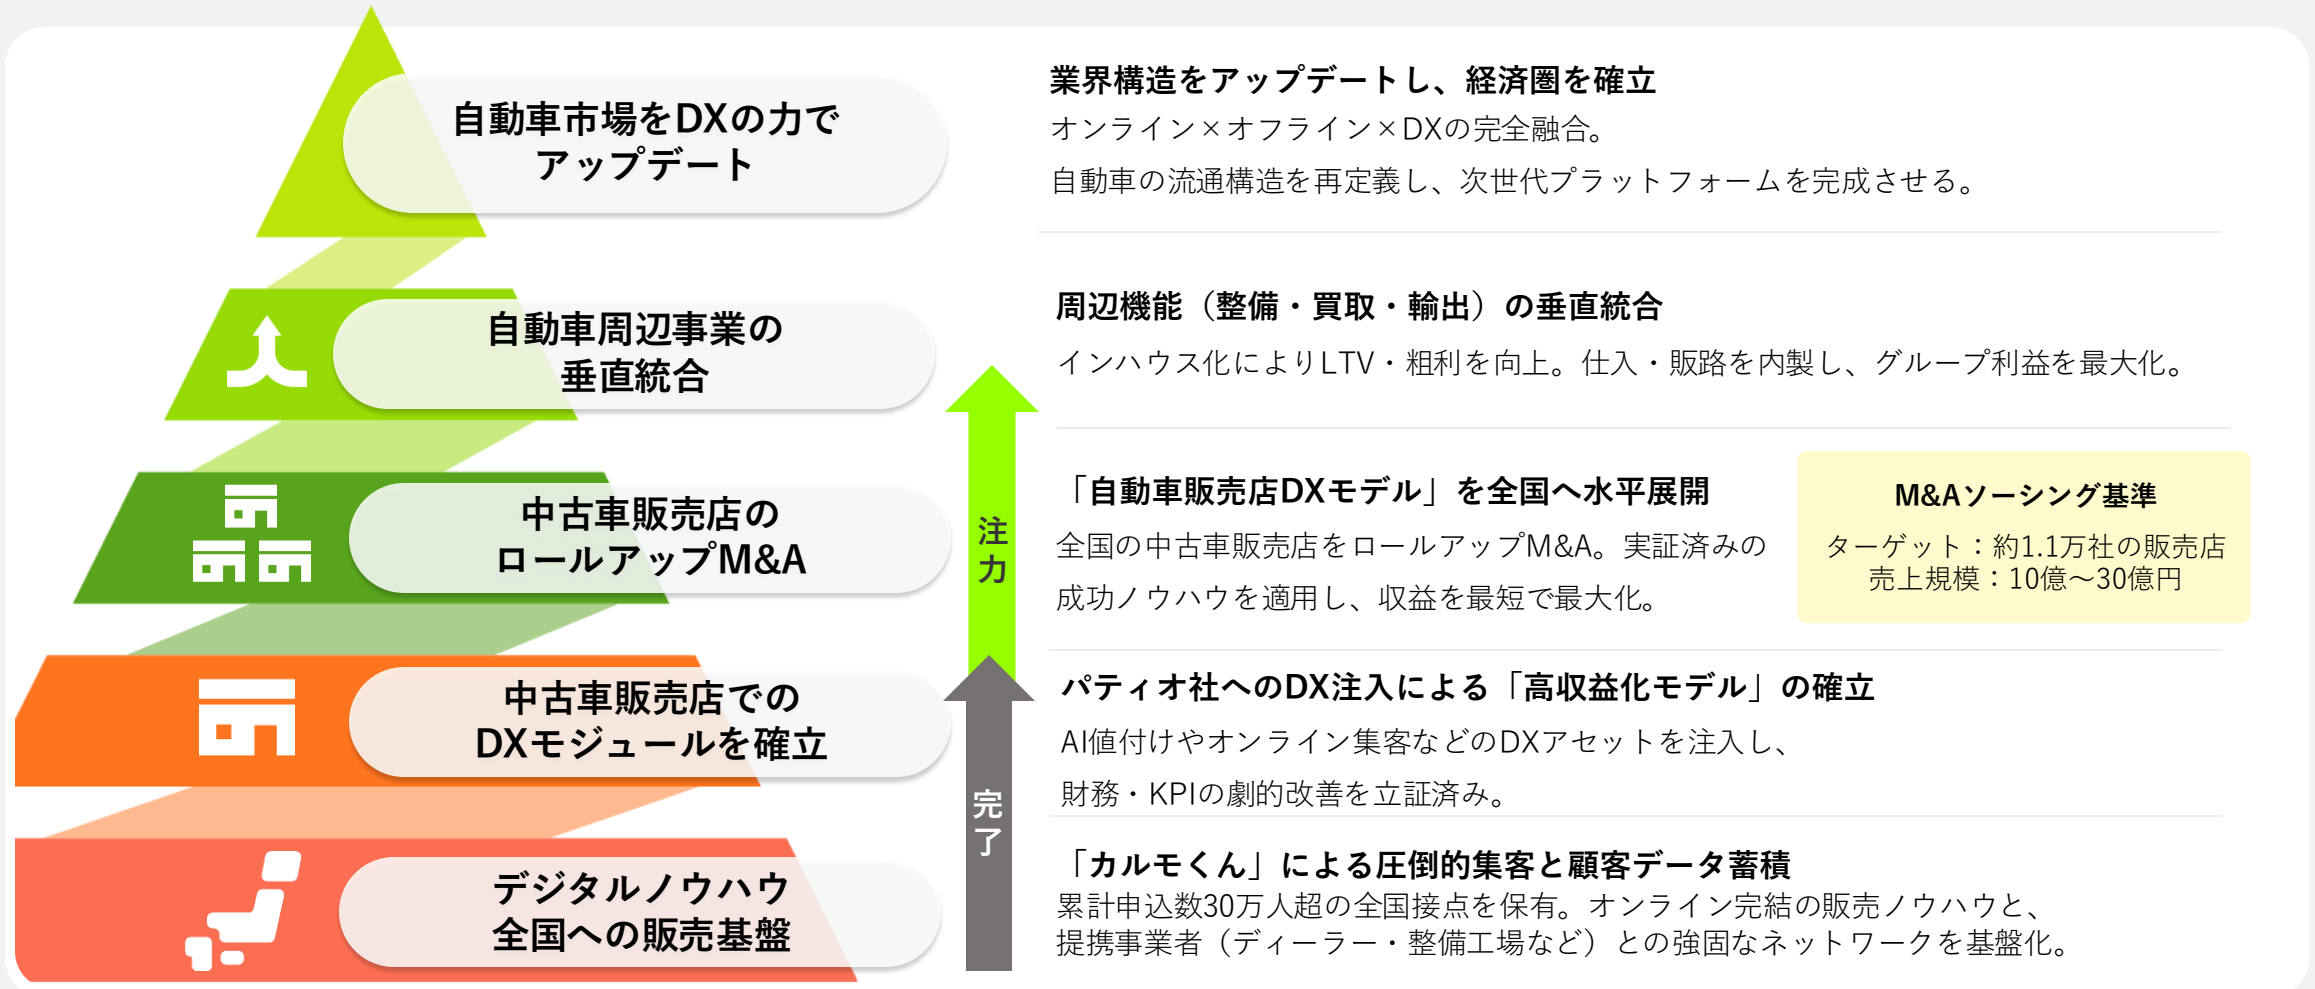 自動車市場をDXの力で
アップデート
業界構造をアップデートし、経済圏を確立
オンライン×オフライン×DXの完全融合。
自動車の流通構造を再定義し、次世代プラットフォームを完成させる。
自動車周辺事業の
垂直統合
周辺機能（整備・買取・輸出）の垂直統合
インハウス化によりLTV・粗利を向上。仕入・販路を内製し、グループ利益を最大化。
中古車販売店の
ロールアップM&A
注力
「自動車販売店DXモデル」を全国へ水平展開
全国の中古車販売店をロールアップM&A。実証済みの
成功ノウハウを適用し、収益を最短で最大化。
M&Aソーシング基準
ターゲット：約1.1万社の販売店
売上規模：10億～30億円
中古車販売店での
DXモジュールを確立
完了
パティオ社へのDX注入による「高収益化モデル」の確立
AI値付けやオンライン集客などのDXアセットを注入し、
財務・KPIの劇的改善を立証済み。
デジタルノウハウ
全国への販売基盤
「カルモくん」による圧倒的集客と顧客データ蓄積
累計申込数30万人超の全国接点を保有。オンライン完結の販売ノウハウと、
提携事業者（ディーラー・整備工場など）との強固なネットワークを基盤化。